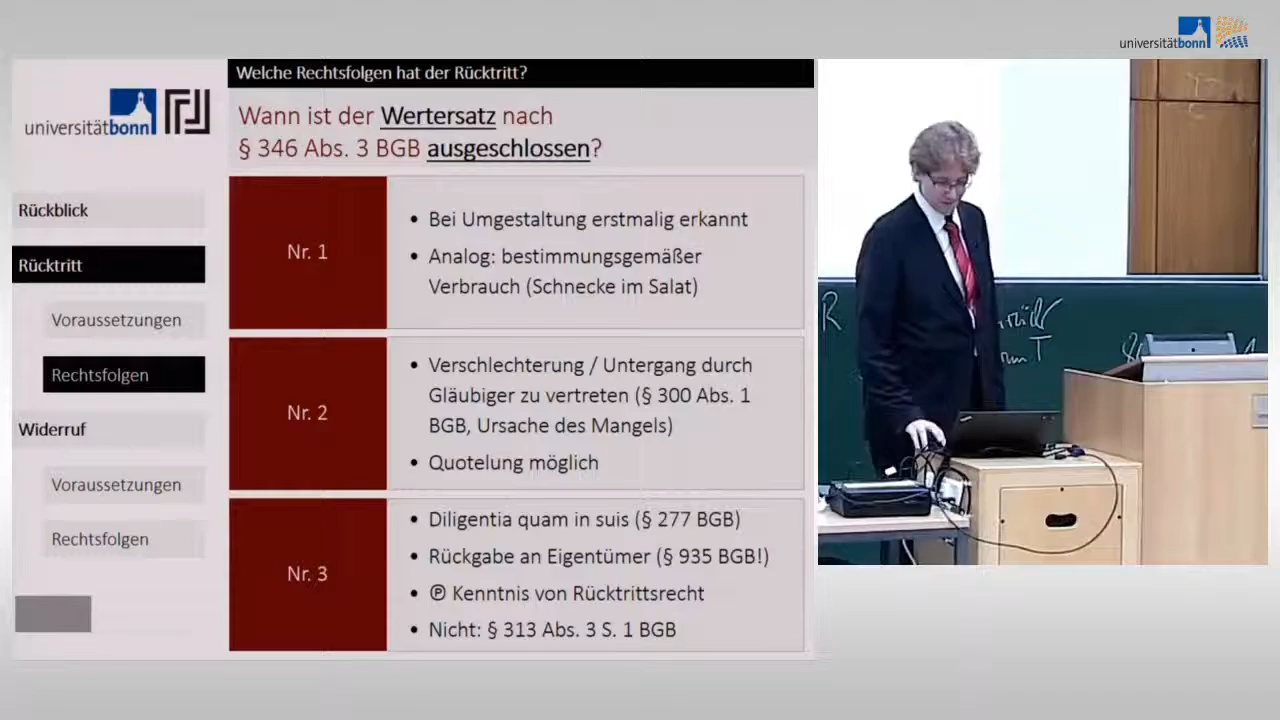 universitätbonn
Welche Rechtsfolgen hat der Rücktritt?
universitätbonn
Wann ist der Wertersatz nach
§ 346 Abs. 3 BGB ausgeschlossen?
Rückblick
Rücktritt
Voraussetzungen
Rechtsfolgen
Widerruf
Voraussetzungen
Rechtsfolgen
Nr. 1
• Bei Umgestaltung erstmalig erkannt
• Analog: bestimmungsgemäßer
Verbrauch (Schnecke im Salat)
Nr. 2
• Verschlechterung / Untergang durch
Gläubiger zu vertreten (§ 300 Abs. 1
BGB, Ursache des Mangels)
• Quotelung möglich
Nr. 3
• Diligentia quam in suis (§ 277 BGB)
• Rückgabe an Eigentümer (§ 935 BGB!)
• ℗ Kenntnis von Rücktrittsrecht
• Nicht: § 313 Abs. 3 S. 1 BGB
R
T